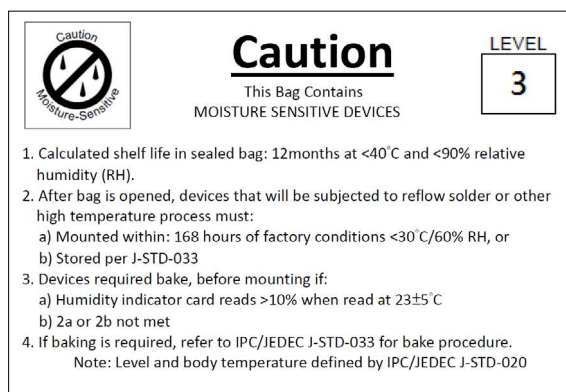 Caution
Moisture-Sensitive
Caution
This Bag Contains
MOISTURE SENSITIVE DEVICES
LEVEL
3
1. Calculated shelf life in sealed bag: 12months at <40°C and <90% relative
humidity (RH).
2. After bag is opened, devices that will be subjected to reflow solder or other
high temperature process must:
a) Mounted within: 168 hours of factory conditions <30°C/60% RH, or
b) Stored per J-STD-033
3. Devices required bake, before mounting if:
a) Humidity indicator card reads >10% when read at 23±5°C
b) 2a or 2b not met
4. If baking is required, refer to IPC/JEDEC J-STD-033 for bake procedure.
Note: Level and body temperature defined by IPC/JEDEC J-STD-020